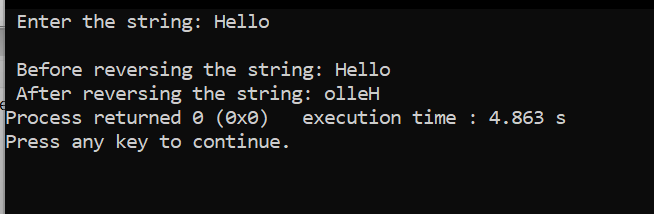 Enter the string: Hello
Before reversing the string: Hello
After reversing the string: olleH
Process returned 0 (0x0)   execution time : 4.863 s
Press any key to continue.